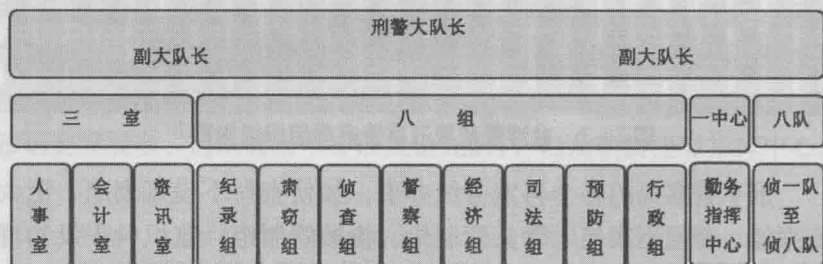 刑警大队长
副大队长 副大队长
三室 八组 一中心 八队
人事室
会计室
资讯室
纪录组
肃窃组
侦查组
督察组
经济组
司法组
预防组
行政组
勤务
指挥
中心
侦一队
至
侦八队